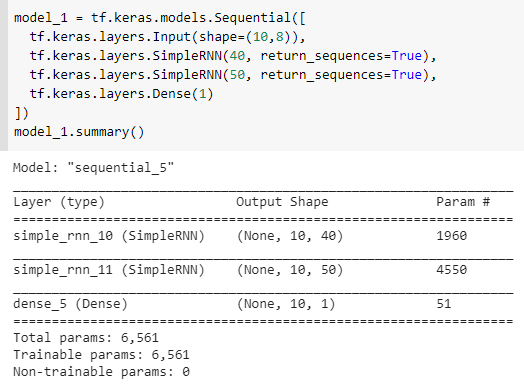 model_1 = tf.keras.models.Sequential([
  tf.keras.layers.Input(shape=(10,8)),
  tf.keras.layers.SimpleRNN(40, return_sequences=True),
  tf.keras.layers.SimpleRNN(50, return_sequences=True),
  tf.keras.layers.Dense(1)
])
model_1.summary()
Model: "sequential_5"
Layer (type) Output Shape Param #
simple_rnn_10 (SimpleRNN) (None, 10, 40) 1960
simple_rnn_11 (SimpleRNN) (None, 10, 50) 4550
dense_5 (Dense) (None, 10, 1) 51
Total params: 6,561
Trainable params: 6,561
Non-trainable params: 0